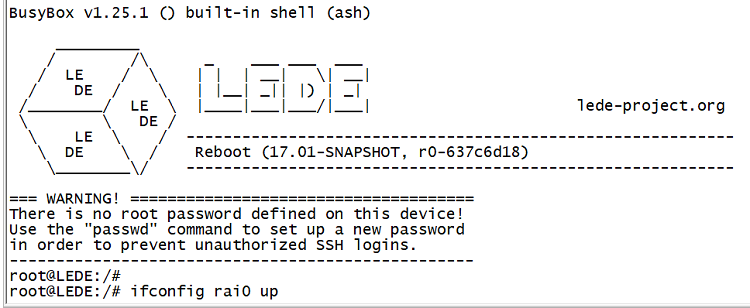 BusyBox v1.25.1 () built-in shell (ash)
LE
DE
LEDE
LE
DE
lede-project.org
LE
DE
Reboot (17.01-SNAPSHOT, r0-637c6d18)
=== WARNING! =====================================
There is no root password defined on this device!
Use the "passwd" command to set up a new password
in order to prevent unauthorized SSH logins.
--------------------------------------------------
root@LEDE:/#
root@LEDE:/# ifconfig rai0 up